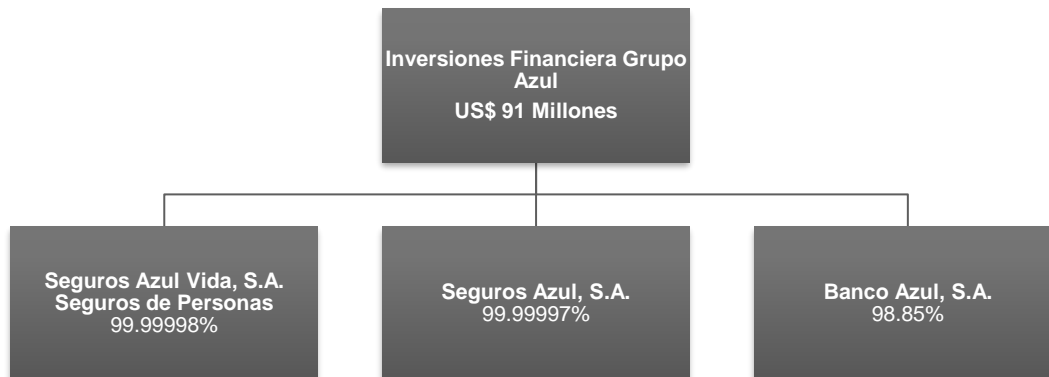 Inversiones Financiera Grupo
Azul
US$ 91 Millones
Seguros Azul Vida, S.A.
Seguros de Personas
99.99998%
Seguros Azul, S.A.
99.99997%
Banco Azul, S.A.
98.85%